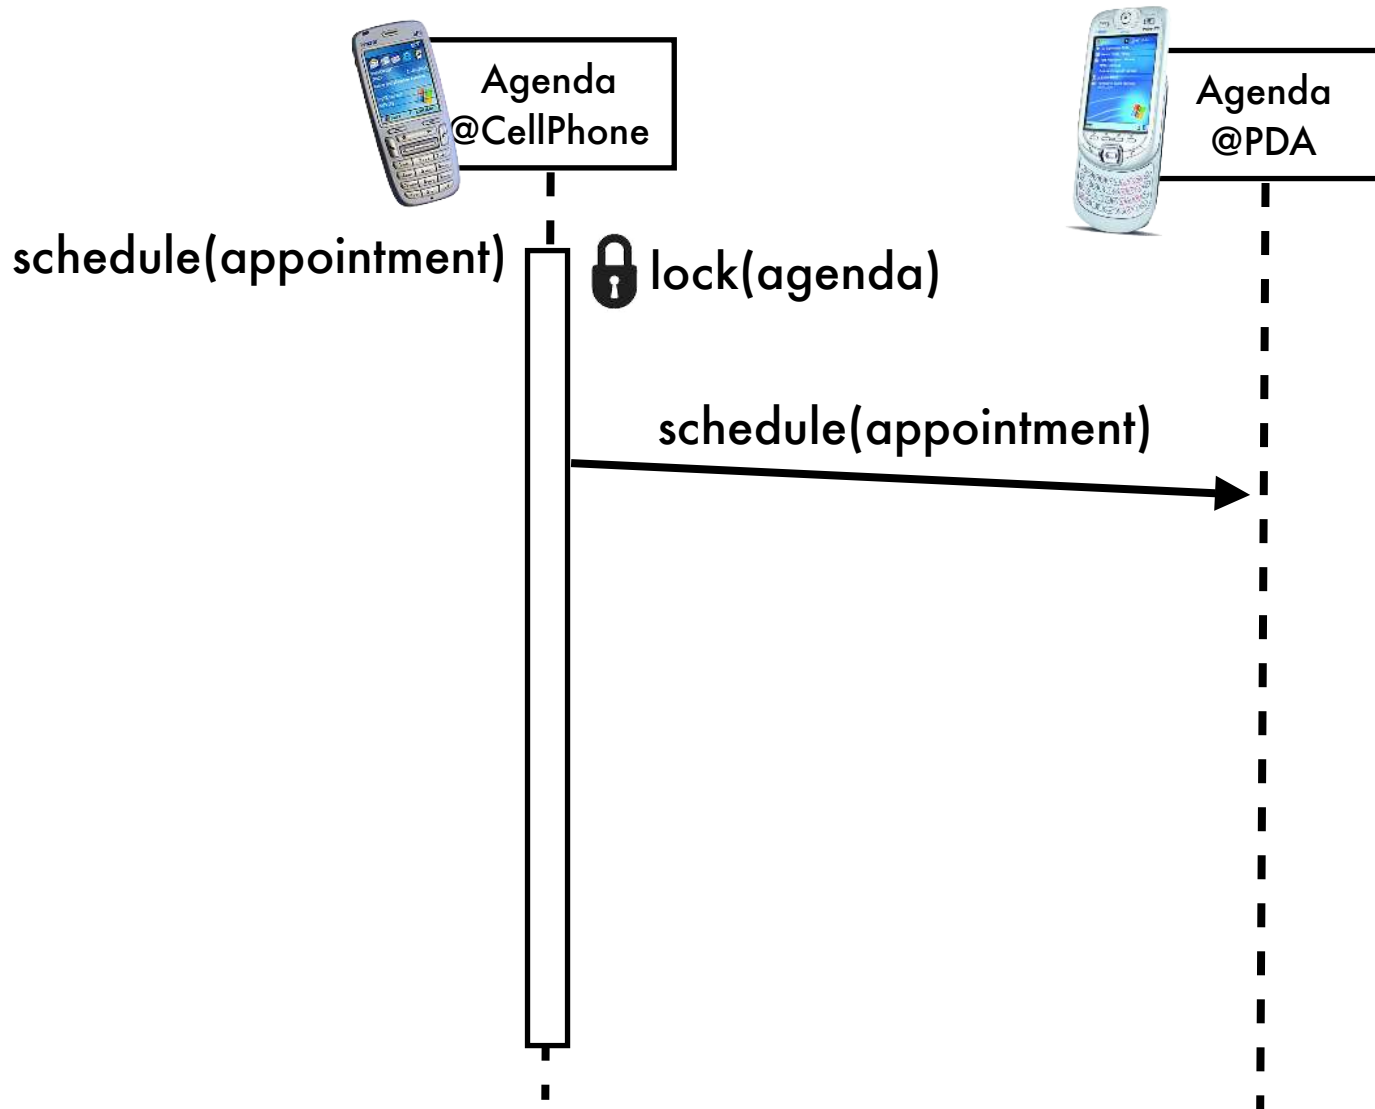 Agenda
@CellPhone
Agenda
@PDA
schedule(appointment)
lock(agenda)
schedule(appointment)